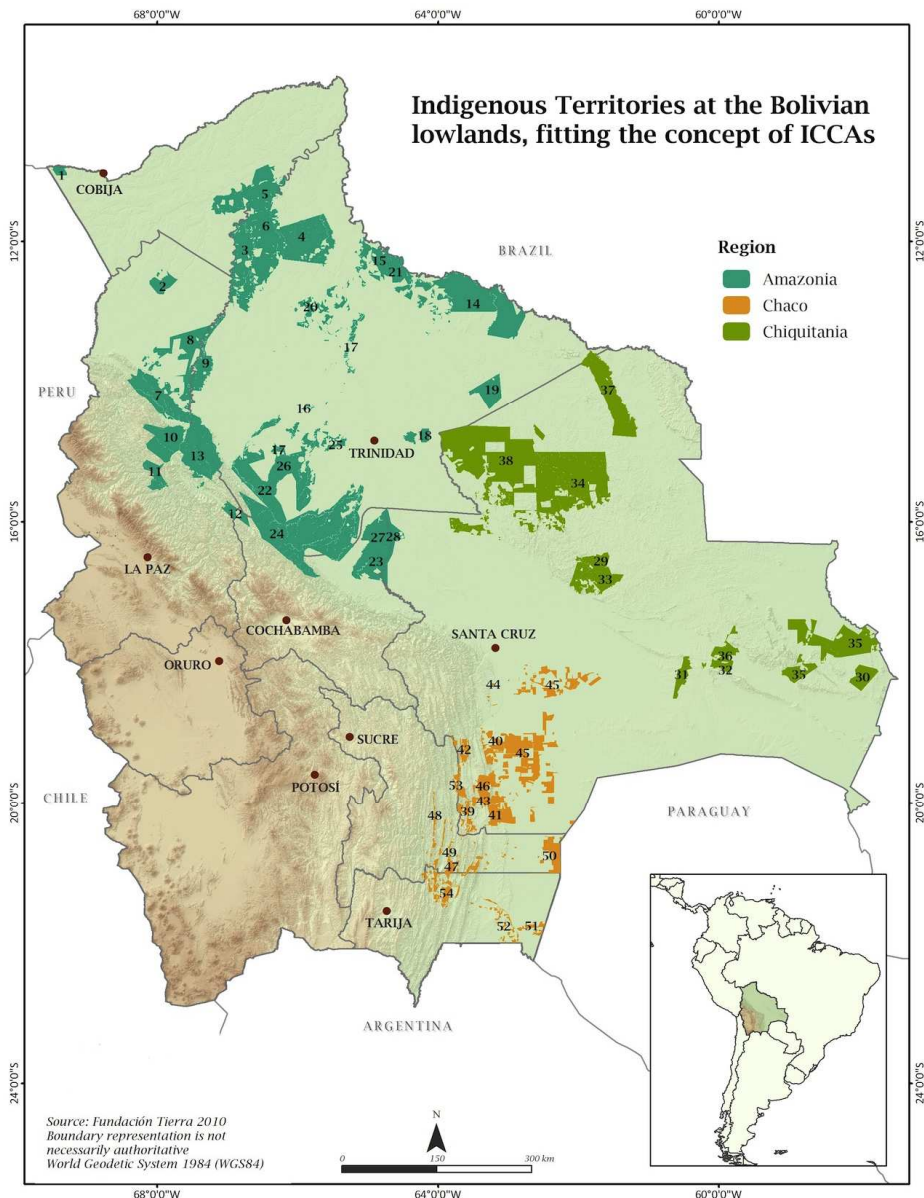 68°0'0"W 64°0'0"W 60°0'0"W
Indigenous Territories at the Bolivian
lowlands, fitting the concept of ICCAs
1
COBIJA
5
6
3
4
12°0'0"S
12°0'0"S
BRAZIL
15
21
Region
Amazonia
Chaco
Chiquitania
2
20
14
17
8
9
PERU
7
19
37
16
10
13
11
17
26
25
TRINIDAD
18
38
34
22
12
24
27
28
23
16°0'0"S
16°0'0"S
LA PAZ
29
33
COCHABAMBA
SANTA CRUZ
ORURO
44
45
31
36
32
35
35
30
SUCRE
42
40
45
POTOSÍ
CHILE
53
46
43
39
41
48
20°0'0"S
20°0'0"S
PARAGUAY
49
47
50
54
TARIJA
52
51
ARGENTINA
24°0'0"S
24°0'0"S
Source: Fundación Tierra 2010
Boundary representation is not
necessarily authoritative
World Geodetic System 1984 (WGS84)
N
0 150 300 km
68°0'0"W 64°0'0"W 60°0'0"W